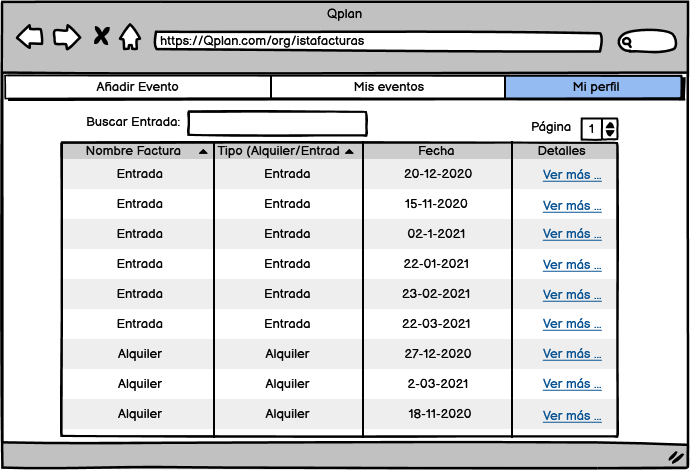 Qplan
https://Qplan.com/org/istafacturas
Añadir Evento Mis eventos Mi perfil
Buscar Entrada:
Página 1
Nombre Factura Tipo (Alquiler/Entrad Fecha Detalles
Entrada Entrada 20-12-2020 Ver más ...
Entrada Entrada 15-11-2020 Ver más ...
Entrada Entrada 02-1-2021 Ver más ...
Entrada Entrada 22-01-2021 Ver más ...
Entrada Entrada 23-02-2021 Ver más ...
Entrada Entrada 22-03-2021 Ver más ...
Alquiler Alquiler 27-12-2020 Ver más ...
Alquiler Alquiler 2-03-2021 Ver más ...
Alquiler Alquiler 18-11-2020 Ver más ...